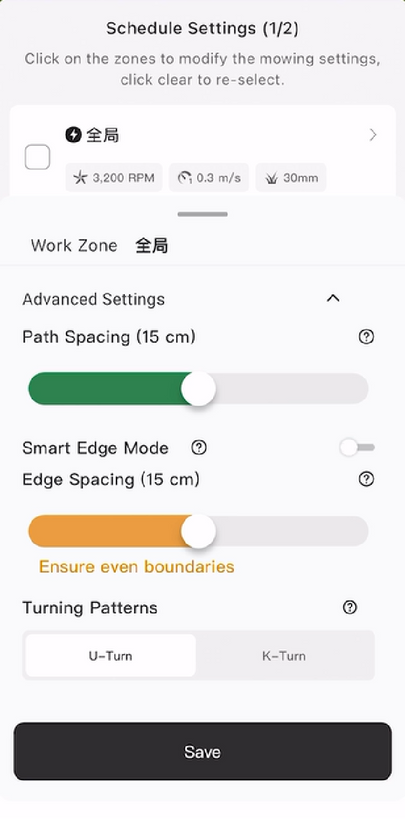 Schedule Settings (1/2)
Click on the zones to modify the mowing settings,
click clear to re-select.
全局
3,200 RPM 0.3 m/s 30mm
Work Zone 全局
Advanced Settings
Path Spacing (15 cm)
Smart Edge Mode
Edge Spacing (15 cm)
Ensure even boundaries
Turning Patterns
U-Turn K-Turn
Save